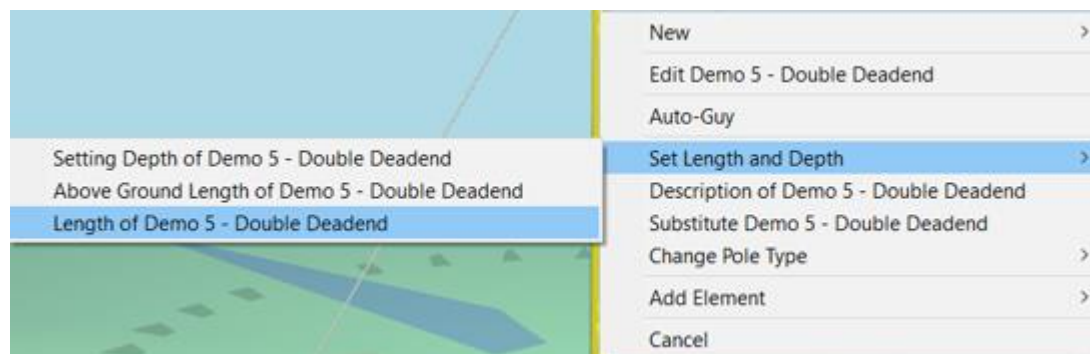 New
Edit Demo 5 - Double Deadend
Auto-Guy
Set Length and Depth
Description of Demo 5 - Double Deadend
Substitute Demo 5 - Double Deadend
Change Pole Type
Add Element
Cancel
Setting Depth of Demo 5 - Double Deadend
Above Ground Length of Demo 5 - Double Deadend
Length of Demo 5 - Double Deadend